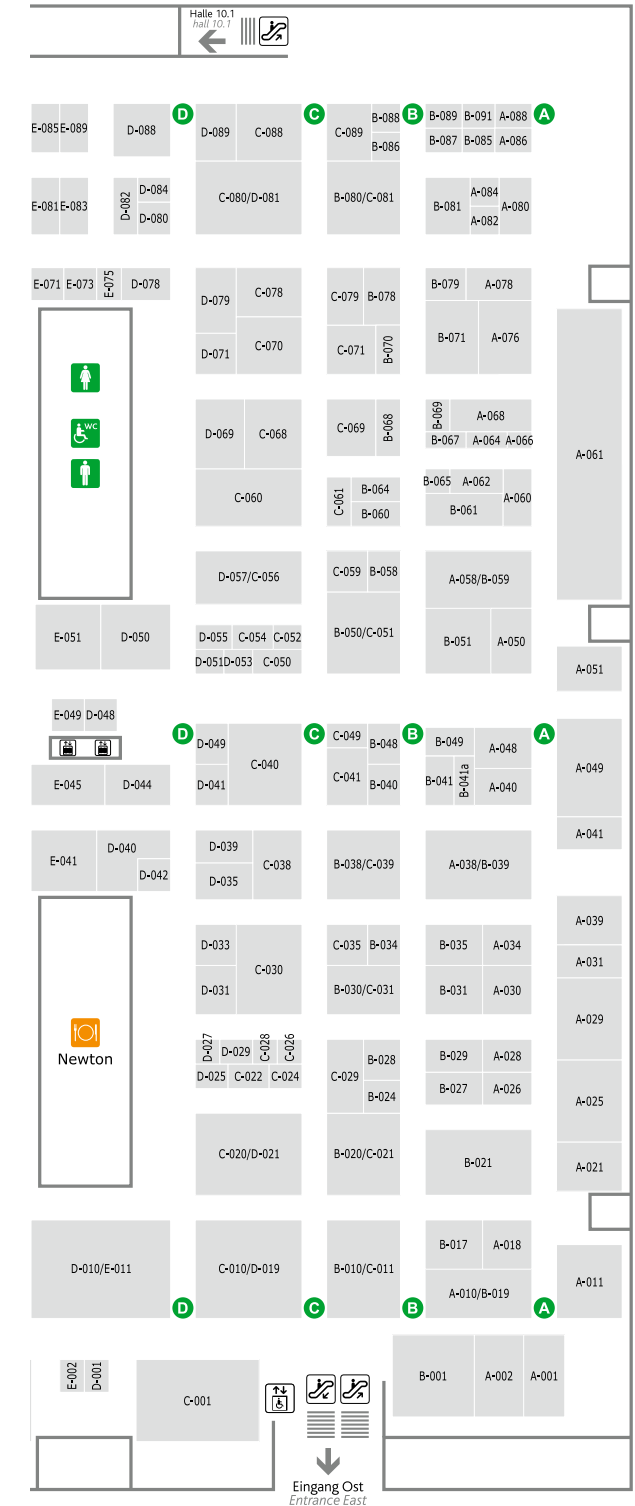 Halle 10.1
hall 10.1
D C B A
E-085 E-089 D-088 D-089 C-088 C-089 B-088 B-086 B-089 B-091 A-088
B-087 B-085 A-086
E-081 E-083 D-082 D-084 D-080 C-080/D-081 B-080/C-081 B-081 A-084 A-082 A-080
E-071 E-073 E-075 D-078 D-079 C-078 C-079 B-078 B-079 A-078
D-071 C-070 C-071 B-070 B-071 A-076
WC
D-069 C-068 C-069 B-068 B-069 A-068
B-067 A-064 A-066
A-061
C-060 C-061 B-064 B-060 B-065 A-062 A-060
B-061
D-057/C-056 C-059 B-058 A-058/B-059
E-051 D-050 D-055 C-054 C-052 B-050/C-051 B-051 A-050
D-051 D-053 C-050
A-051
E-049 D-048
D C B A
D-049 C-040 C-049 B-048 B-049 A-048 A-049
E-045 D-044 D-041 C-041 B-040 B-041 B-041a A-040
A-041
E-041 D-040 D-042 D-039 C-038 B-038/C-039 A-038/B-039
D-035
A-039
D-033 C-030 C-035 B-034 B-035 A-034 A-031
D-031 B-030/C-031 B-031 A-030
A-029
Newton
D-027 D-029 C-028 C-026 C-029 B-028 B-029 A-028
D-025 C-022 C-024 B-024 B-027 A-026
A-025
C-020/D-021 B-020/C-021 B-021 A-021
D-010/E-011 C-010/D-019 B-010/C-011 B-017 A-018 A-011
A-010/B-019
D C B A
E-002 D-001 C-001 B-001 A-002 A-001
Eingang Ost
Entrance East